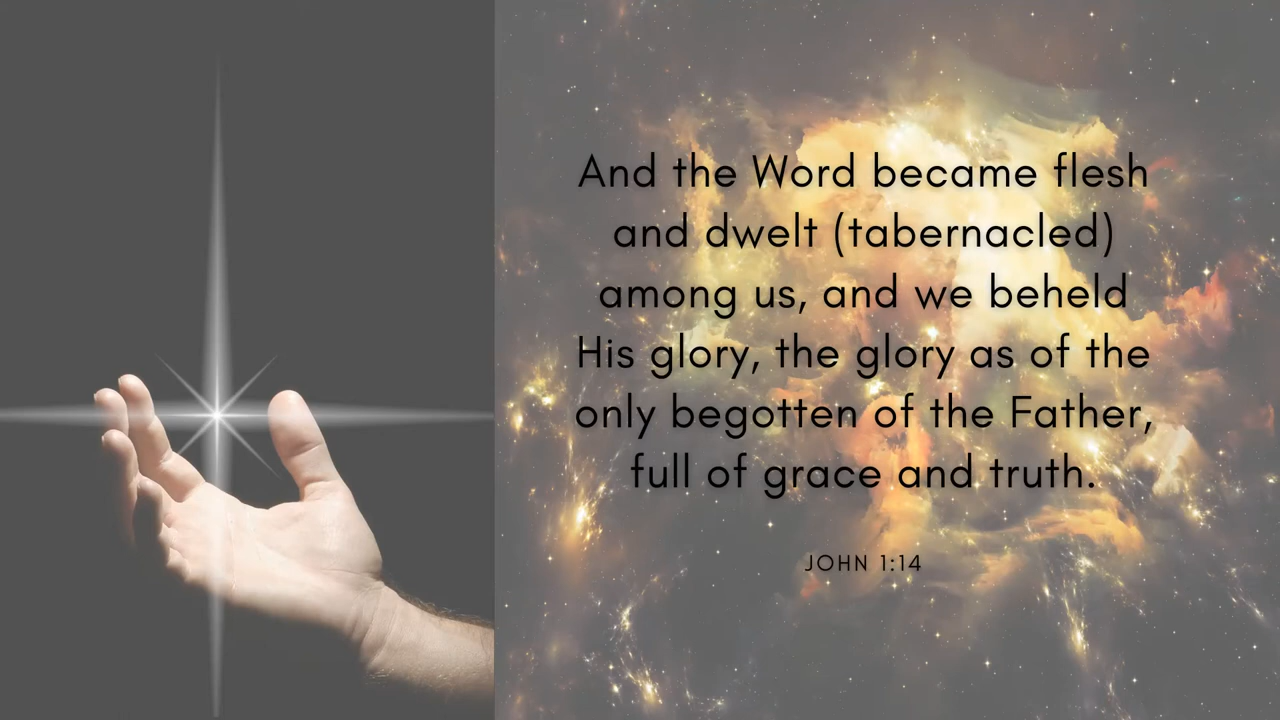 And the Word became flesh
and dwelt (tabernacled)
among us, and we beheld
His glory, the glory as of the
only begotten of the Father,
full of grace and truth.
JOHN 1:14